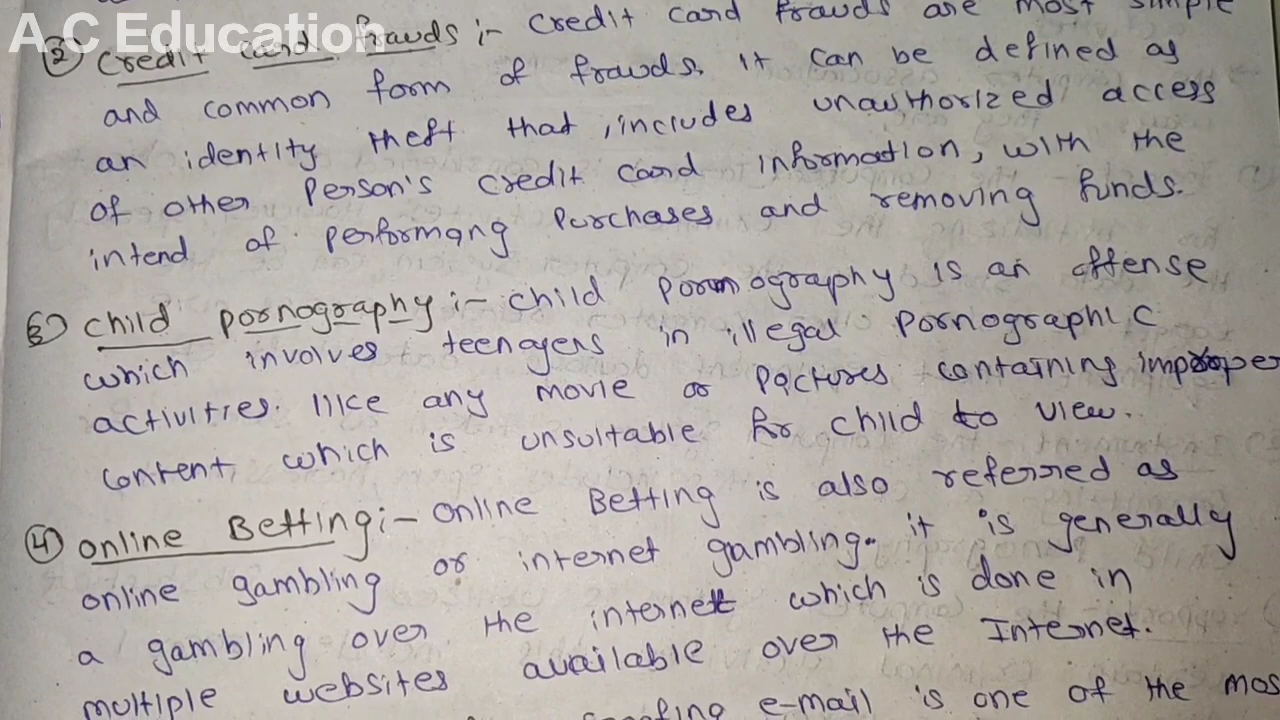 A.C Education
② Credit card frauds :- Credit card frauds are most simple
and common form of frauds. it can be defined as
an identity theft that, includes unauthorized access
of other person's credit card information, with the
intend of performang purchases and removing funds.
③ child pornography :- child pornography is an offense
which involves teenagers in illegal pornographic
activities. like any movie or pactures containing improper
content, which is unsuitable for child to view.
④ online Betting :- online Betting is also referred as
online gambling or internet gambling. it is generally
a gambling over the internet which is done in
multiple websites available over the Internet.
e-mail is one of the mos